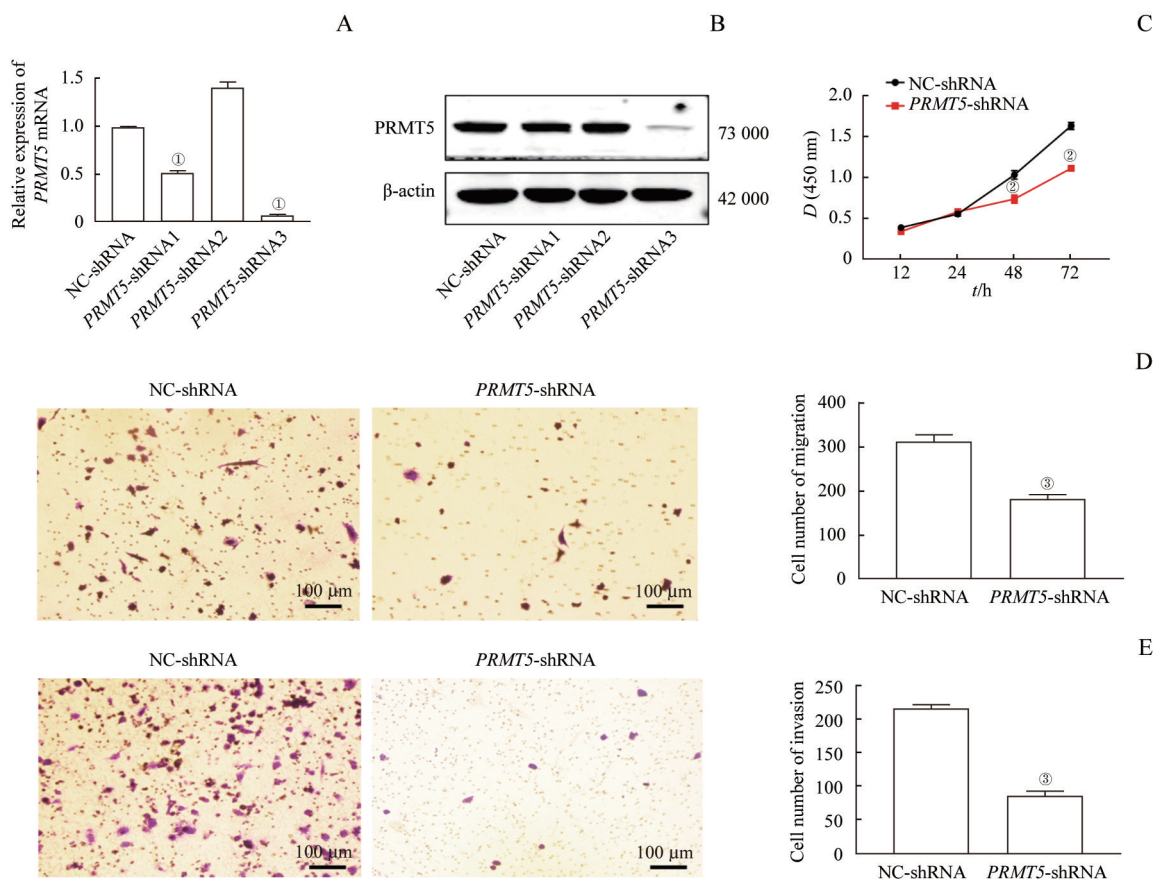 A
Relative expression of
PRMT5 mRNA
1.5
1.0
0.5
0
①
①
NC-shRNA
PRMT5-shRNA1
PRMT5-shRNA2
PRMT5-shRNA3
B
PRMT5
73 000
β-actin
42 000
NC-shRNA
PRMT5-shRNA1
PRMT5-shRNA2
PRMT5-shRNA3
C
NC-shRNA
PRMT5-shRNA
D (450 nm)
2.0
1.5
1.0
0.5
0
②
②
12 24 48 72
t/h
D
NC-shRNA
PRMT5-shRNA
100 μm
100 μm
Cell number of migration
400
300
200
100
0
③
NC-shRNA
PRMT5-shRNA
E
NC-shRNA
PRMT5-shRNA
100 μm
100 μm
Cell number of invasion
250
200
150
100
50
0
③
NC-shRNA
PRMT5-shRNA